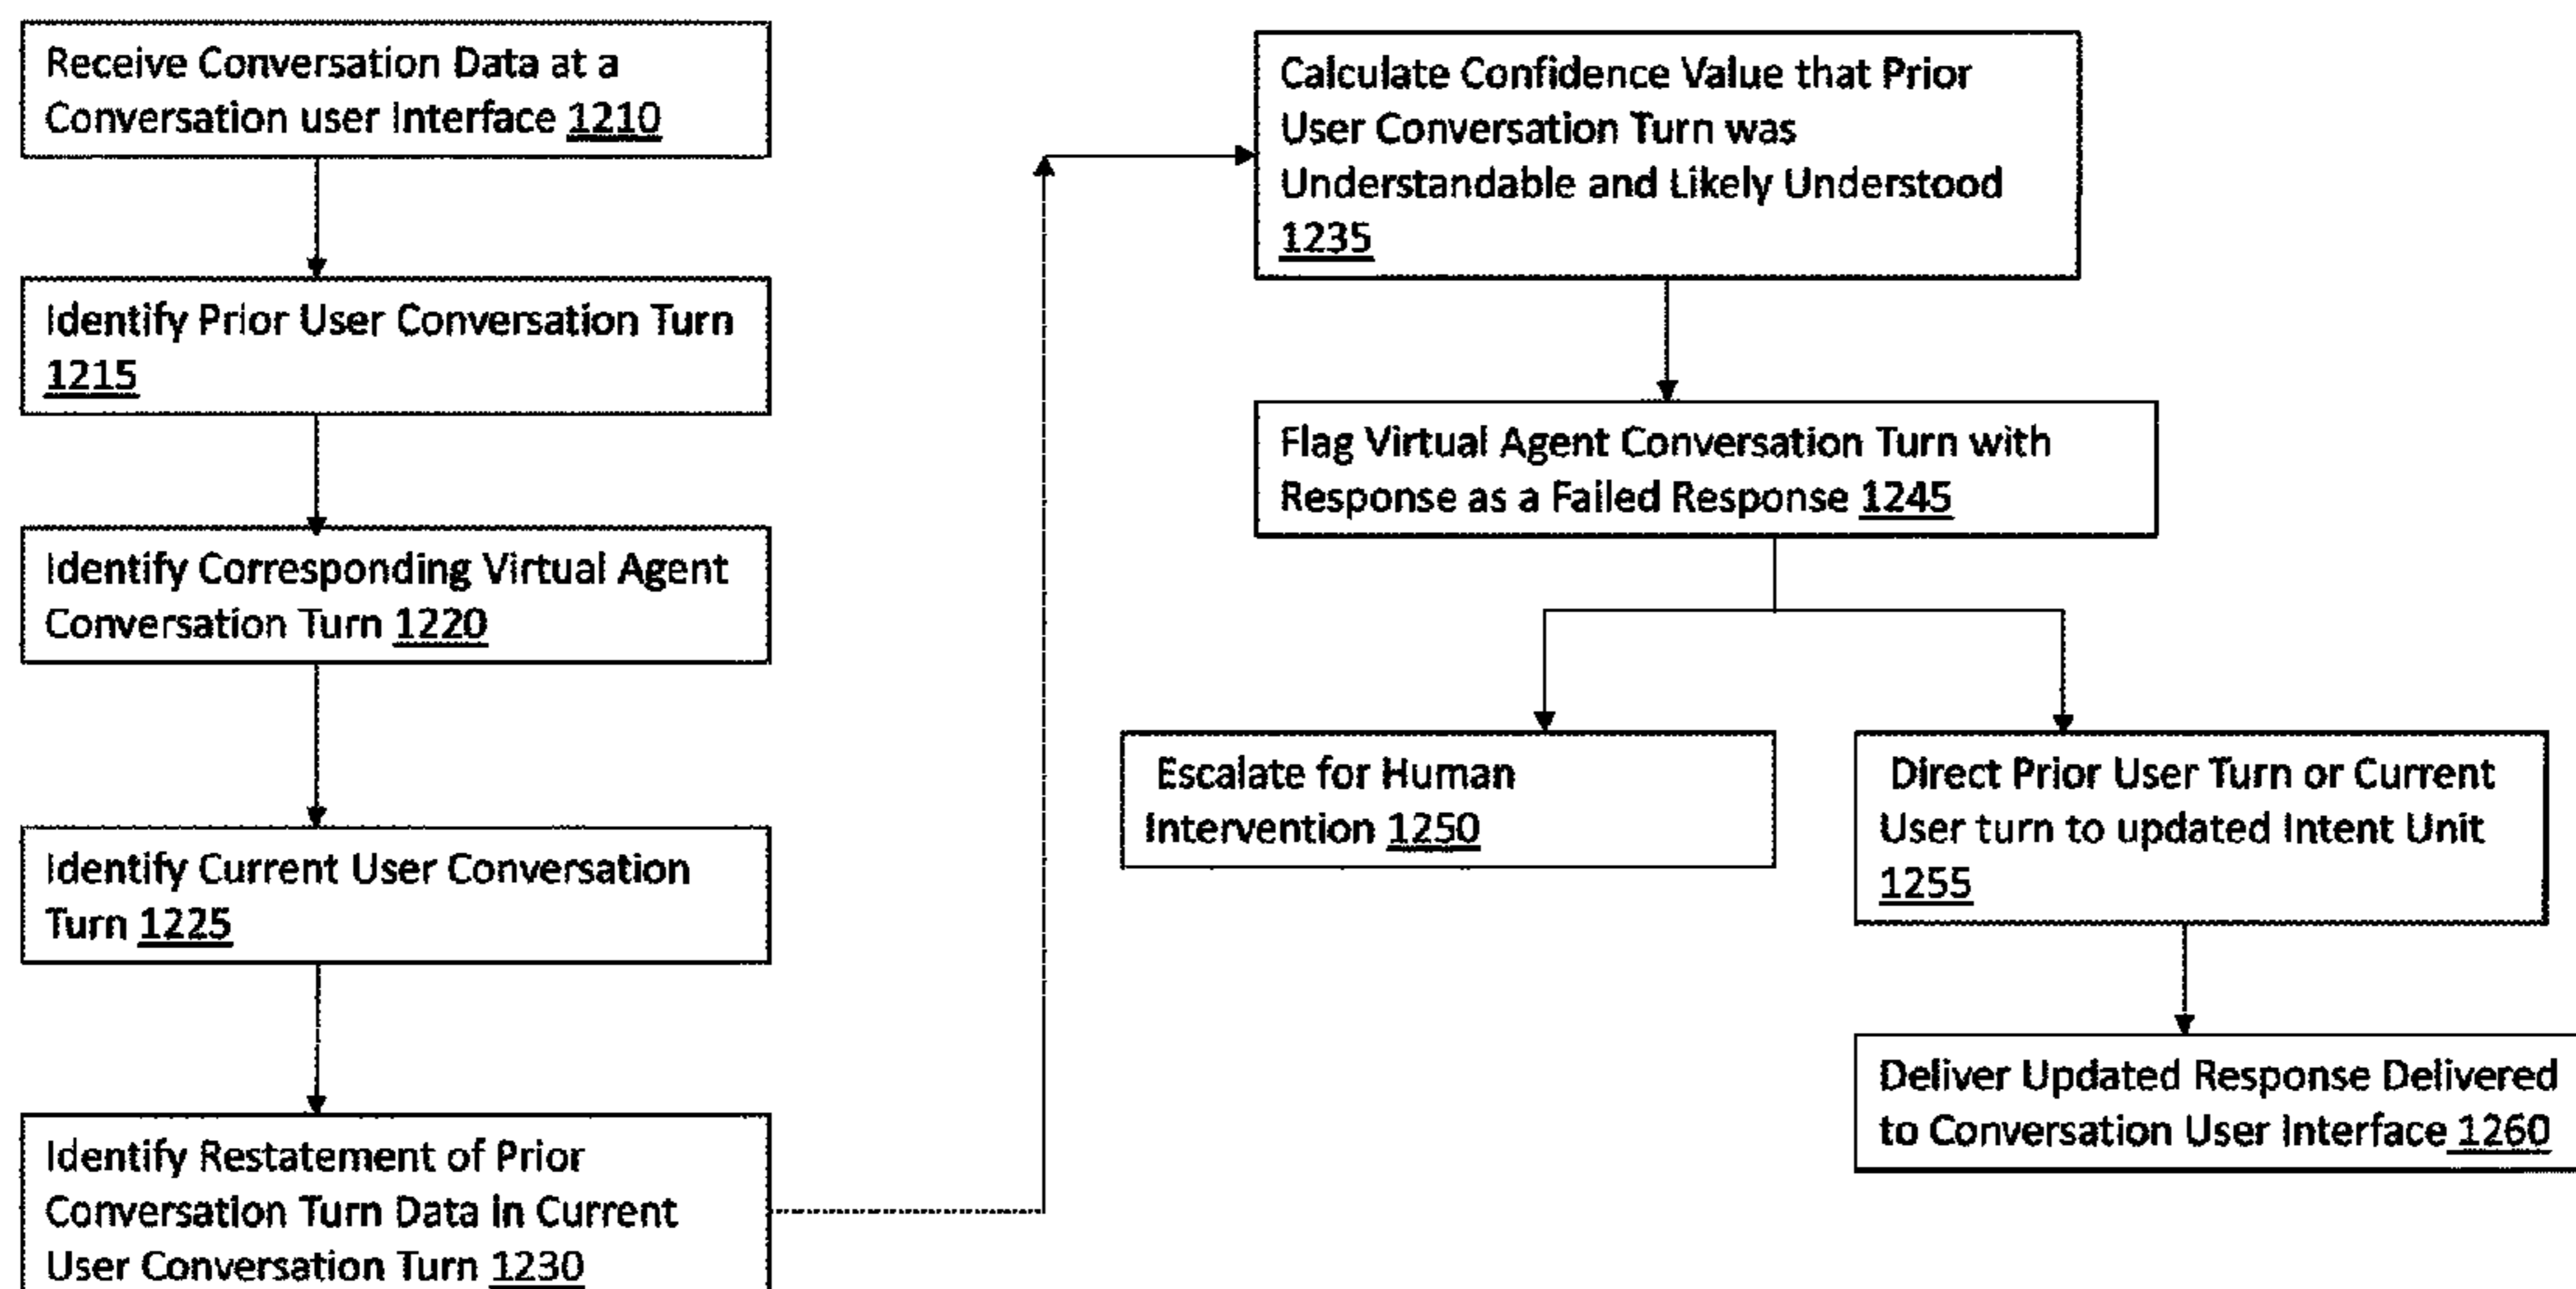 Receive Conversation Data at a
Conversation user Interface 1210
Identify Prior User Conversation Turn
1215
Identify Corresponding Virtual Agent
Conversation Turn 1220
Identify Current User Conversation
Turn 1225
Identify Restatement of Prior
Conversation Turn Data in Current
User Conversation Turn 1230
Calculate Confidence Value that Prior
User Conversation Turn was
Understandable and Likely Understood
1235
Flag Virtual Agent Conversation Turn with
Response as a Failed Response 1245
Escalate for Human
Intervention 1250
Direct Prior User Turn or Current
User turn to updated Intent Unit
1255
Deliver Updated Response Delivered
to Conversation User Interface 1260